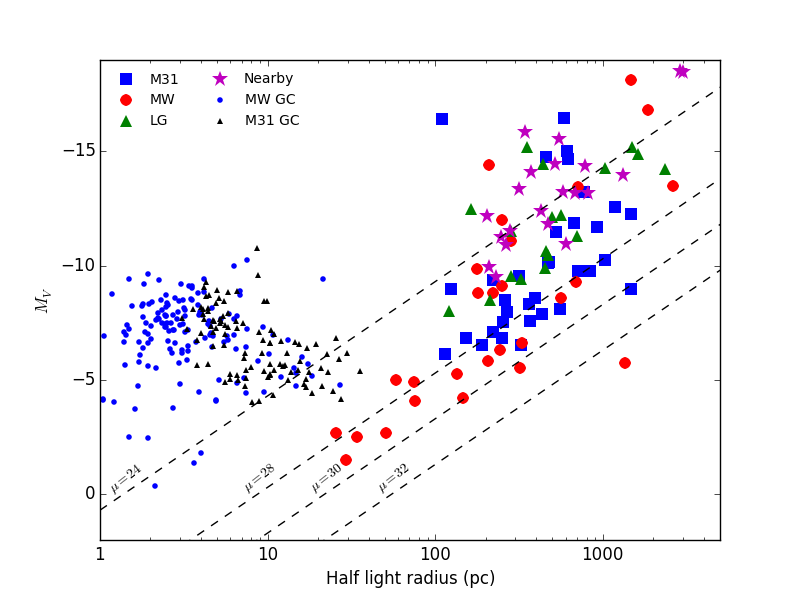 M31
MW
LG
Nearby
MW GC
M31 GC
−15
−10
−5
0
M_V
μ=24
μ=28
μ=30
μ=32
1
10
100
1000
Half light radius (pc)